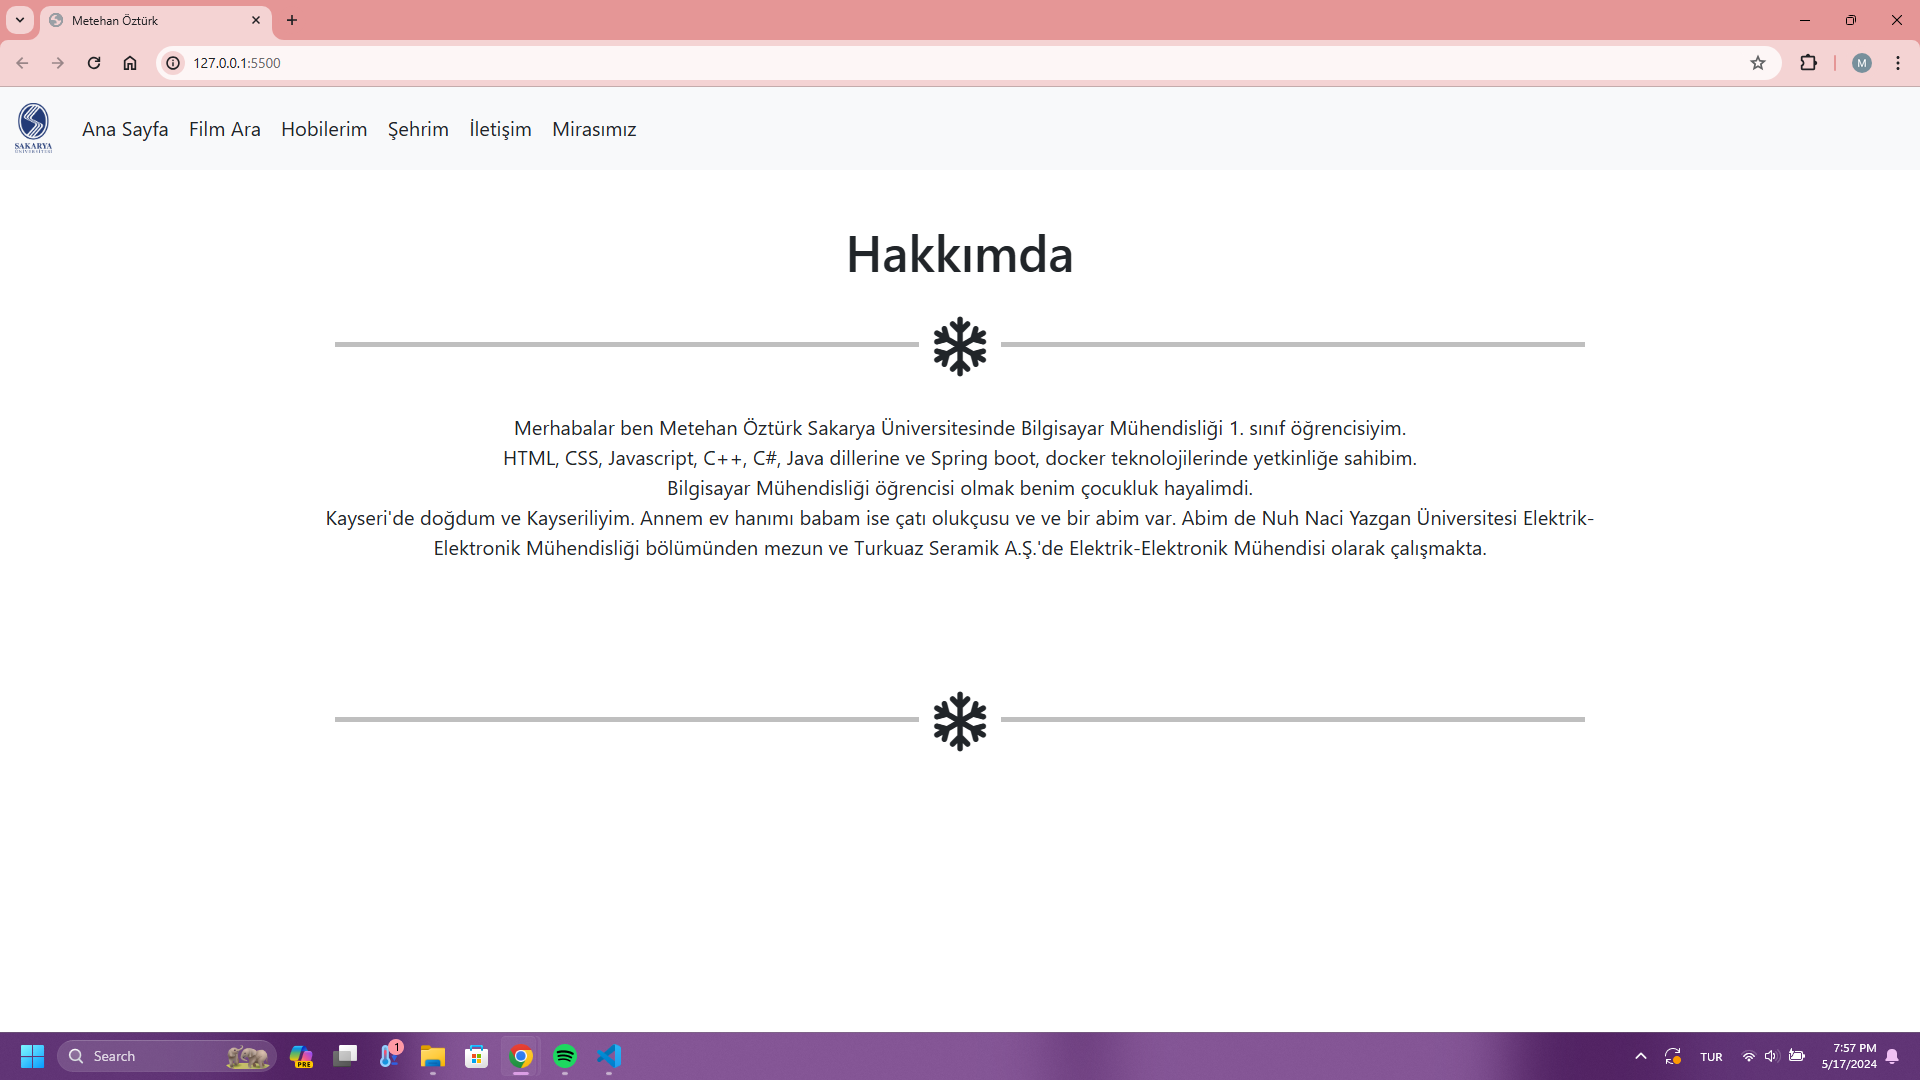 Metehan Öztürk
127.0.0.1:5500
M
SAKARYA
ÜNİVERSİTESİ
Ana Sayfa
Film Ara
Hobilerim
Şehrim
İletişim
Mirasımız
Hakkımda
Merhabalar ben Metehan Öztürk Sakarya Üniversitesinde Bilgisayar Mühendisliği 1. sınıf öğrencisiyim.
HTML, CSS, Javascript, C++, C#, Java dillerine ve Spring boot, docker teknolojilerinde yetkinliğe sahibim.
Bilgisayar Mühendisliği öğrencisi olmak benim çocukluk hayalimdi.
Kayseri'de doğdum ve Kayseriliyim. Annem ev hanımı babam ise çatı olukçusu ve ve bir abim var. Abim de Nuh Naci Yazgan Üniversitesi Elektrik-
Elektronik Mühendisliği bölümünden mezun ve Turkuaz Seramik A.Ş.'de Elektrik-Elektronik Mühendisi olarak çalışmakta.
Search
PRE
1
TUR
7:57 PM
5/17/2024